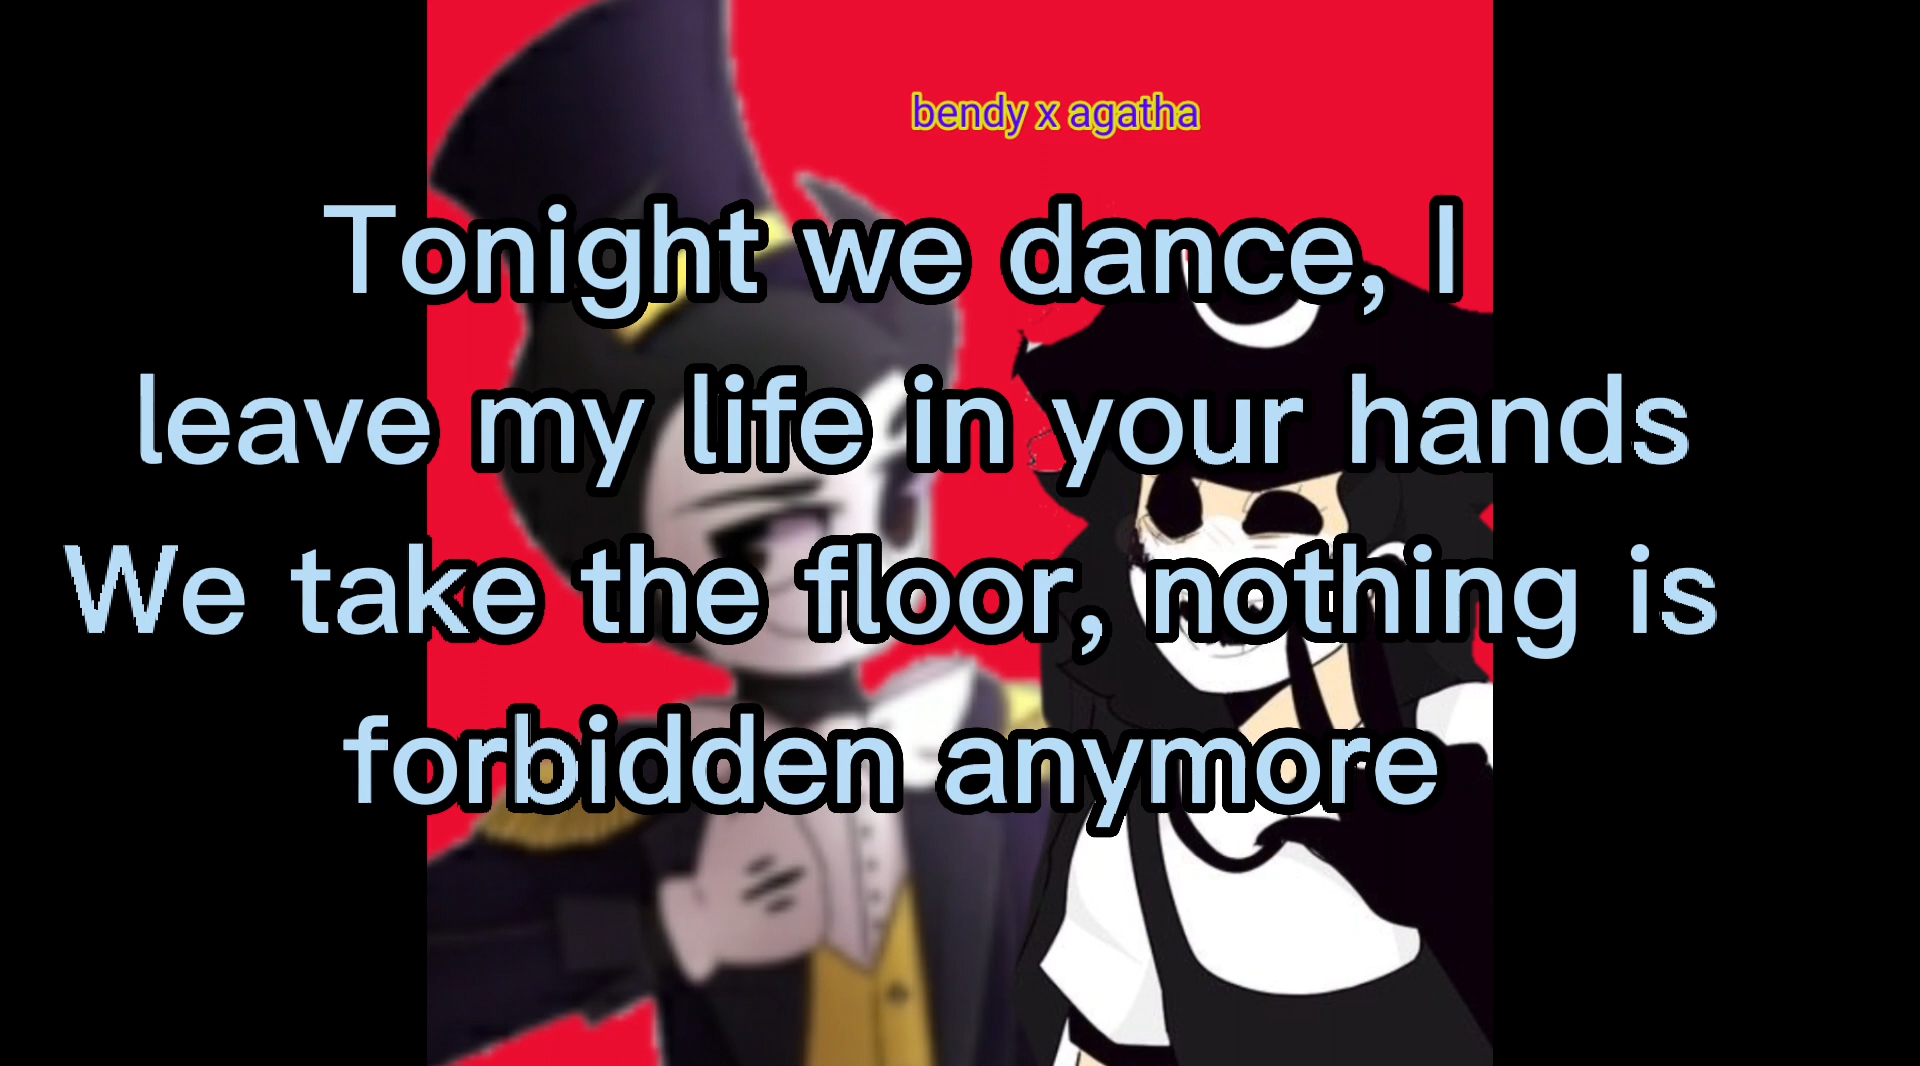 bendy x agatha
Tonight we dance, I
leave my life in your hands
We take the floor, nothing is
forbidden anymore